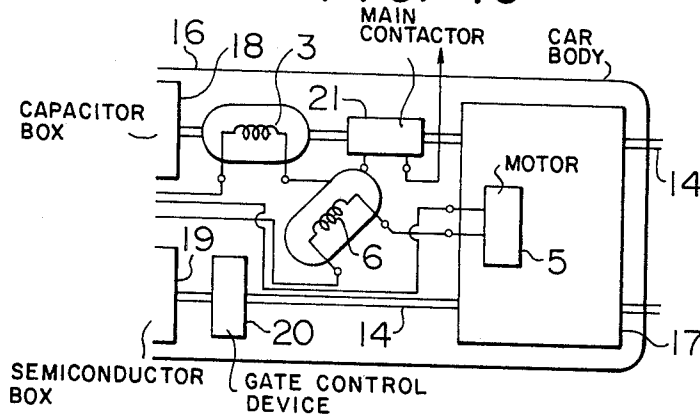 MAIN
CONTACTOR
CAR
BODY
16
18
3
21
CAPACITOR
BOX
MOTOR
14
6
5
19
20
14
17
SEMICONDUCTOR
BOX
GATE CONTROL
DEVICE